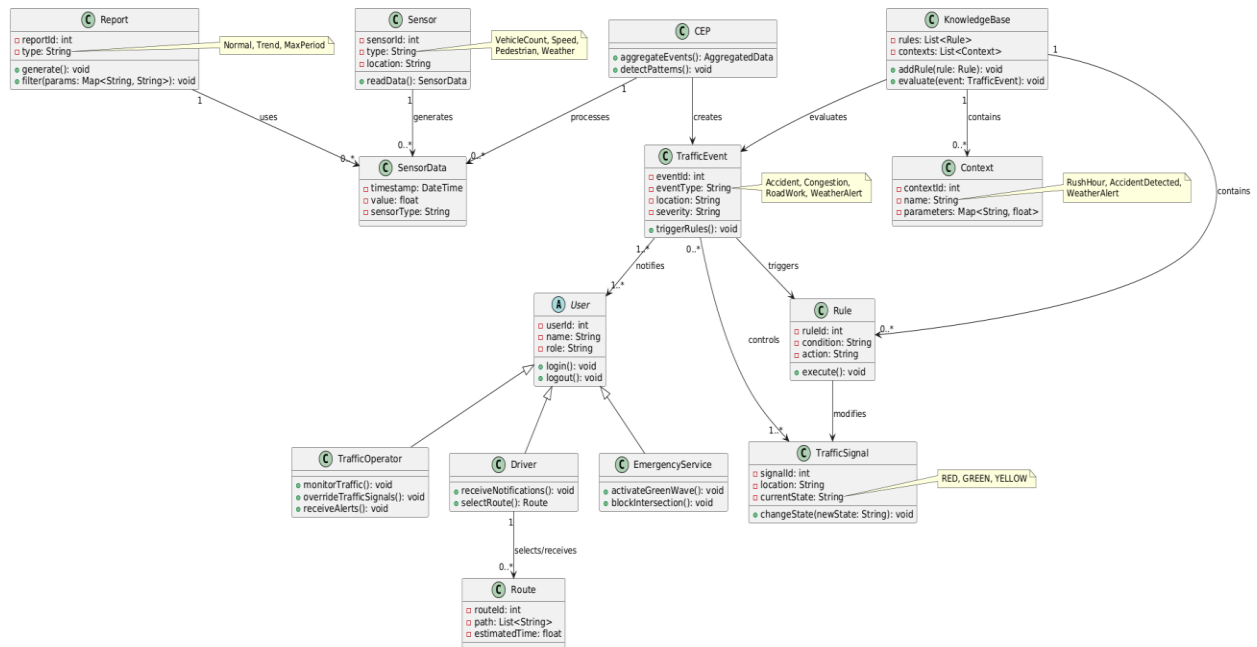 C Report
reportId: int
type: String
generate(): void
filter(params: Map<String, String>): void
Normal, Trend, MaxPeriod
C Sensor
sensorId: int
type: String
location: String
readData(): SensorData
VehicleCount, Speed,
Pedestrian, Weather
C CEP
aggregateEvents(): AggregatedData
detectPatterns(): void
C KnowledgeBase
rules: List<Rule>
contexts: List<Context>
addRule(rule: Rule): void
evaluate(event: TrafficEvent): void
1
uses
0..*
1
generates
0..*
1
processes
0..*
creates
evaluates
1
contains
0..*
1
contains
0..*
C SensorData
timestamp: DateTime
value: float
sensorType: String
C TrafficEvent
eventId: int
eventType: String
location: String
severity: String
triggerRules(): void
Accident, Congestion,
RoadWork, WeatherAlert
C Context
contextId: int
name: String
parameters: Map<String, float>
RushHour, AccidentDetected,
WeatherAlert
1..*
notifies
1..*
0..*
controls
1..*
triggers
A User
userId: int
name: String
role: String
login(): void
logout(): void
C Rule
ruleId: int
condition: String
action: String
execute(): void
modifies
C TrafficOperator
monitorTraffic(): void
overrideTrafficSignals(): void
receiveAlerts(): void
C Driver
receiveNotifications(): void
selectRoute(): Route
C EmergencyService
activateGreenWave(): void
blockIntersection(): void
C TrafficSignal
signalId: int
location: String
currentState: String
changeState(newState: String): void
RED, GREEN, YELLOW
1
selects/receives
0..*
C Route
routeId: int
path: List<String>
estimatedTime: float